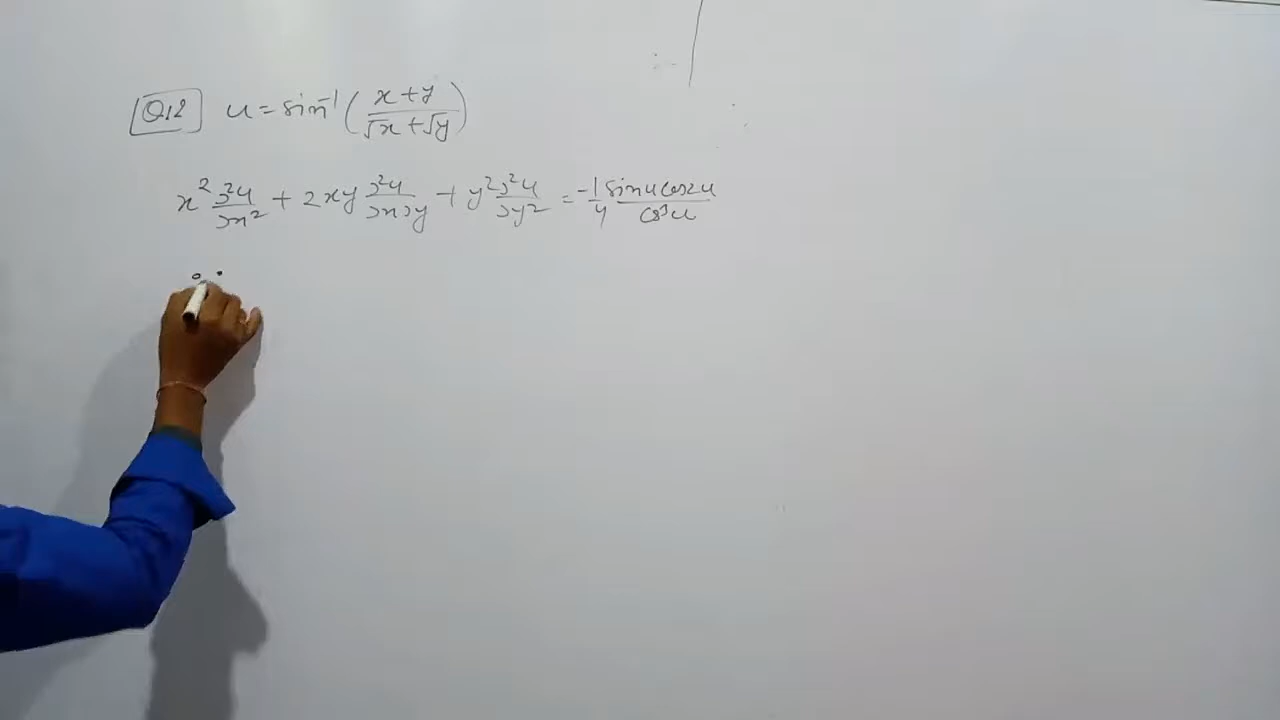 Q12 u = sin⁻¹ ( x+y / √x+√y )
x² ∂²u/∂x² + 2xy ∂²u/∂x∂y + y² ∂²u/∂y² = -1/4 sinu cos2u / cos³u